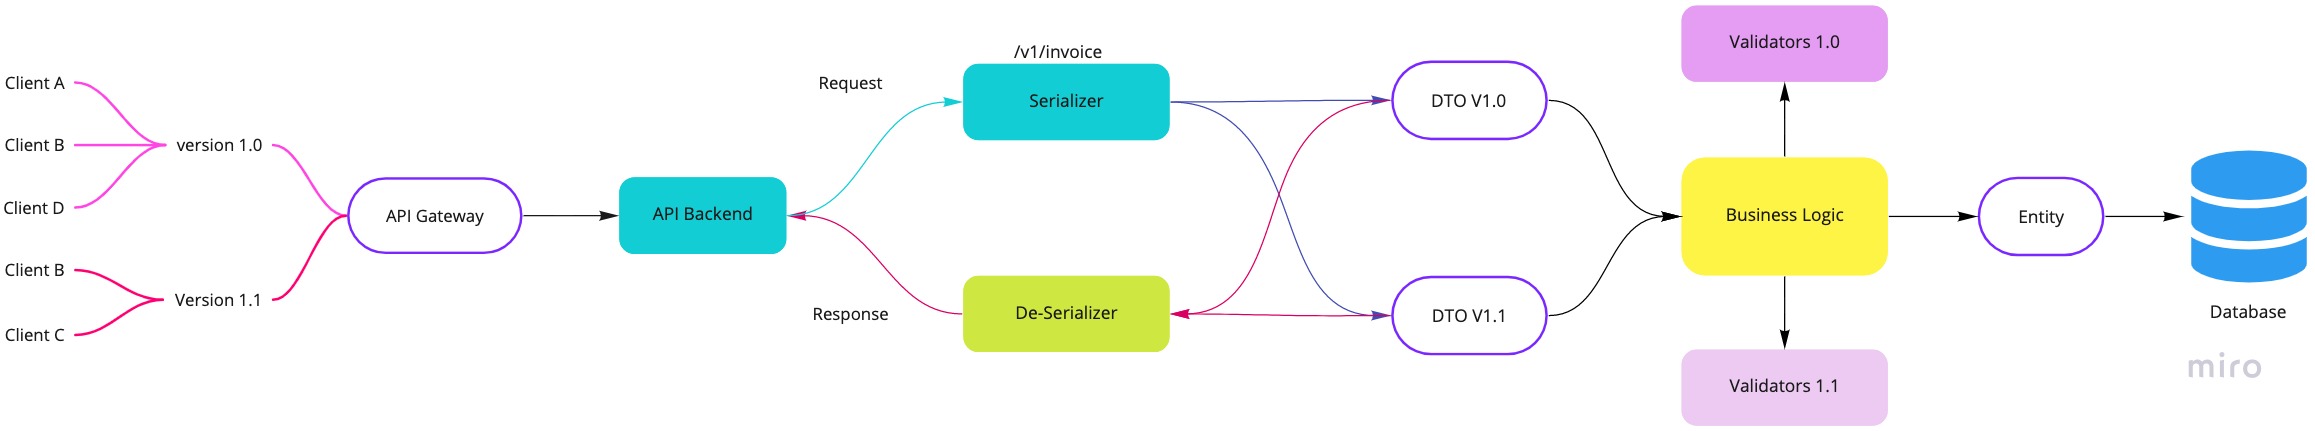 Client A
Client B
Client D
version 1.0
Client B
Client C
Version 1.1
API Gateway
API Backend
Request
Response
/v1/invoice
Serializer
De-Serializer
DTO V1.0
DTO V1.1
Validators 1.0
Business Logic
Validators 1.1
Entity
Database
miro